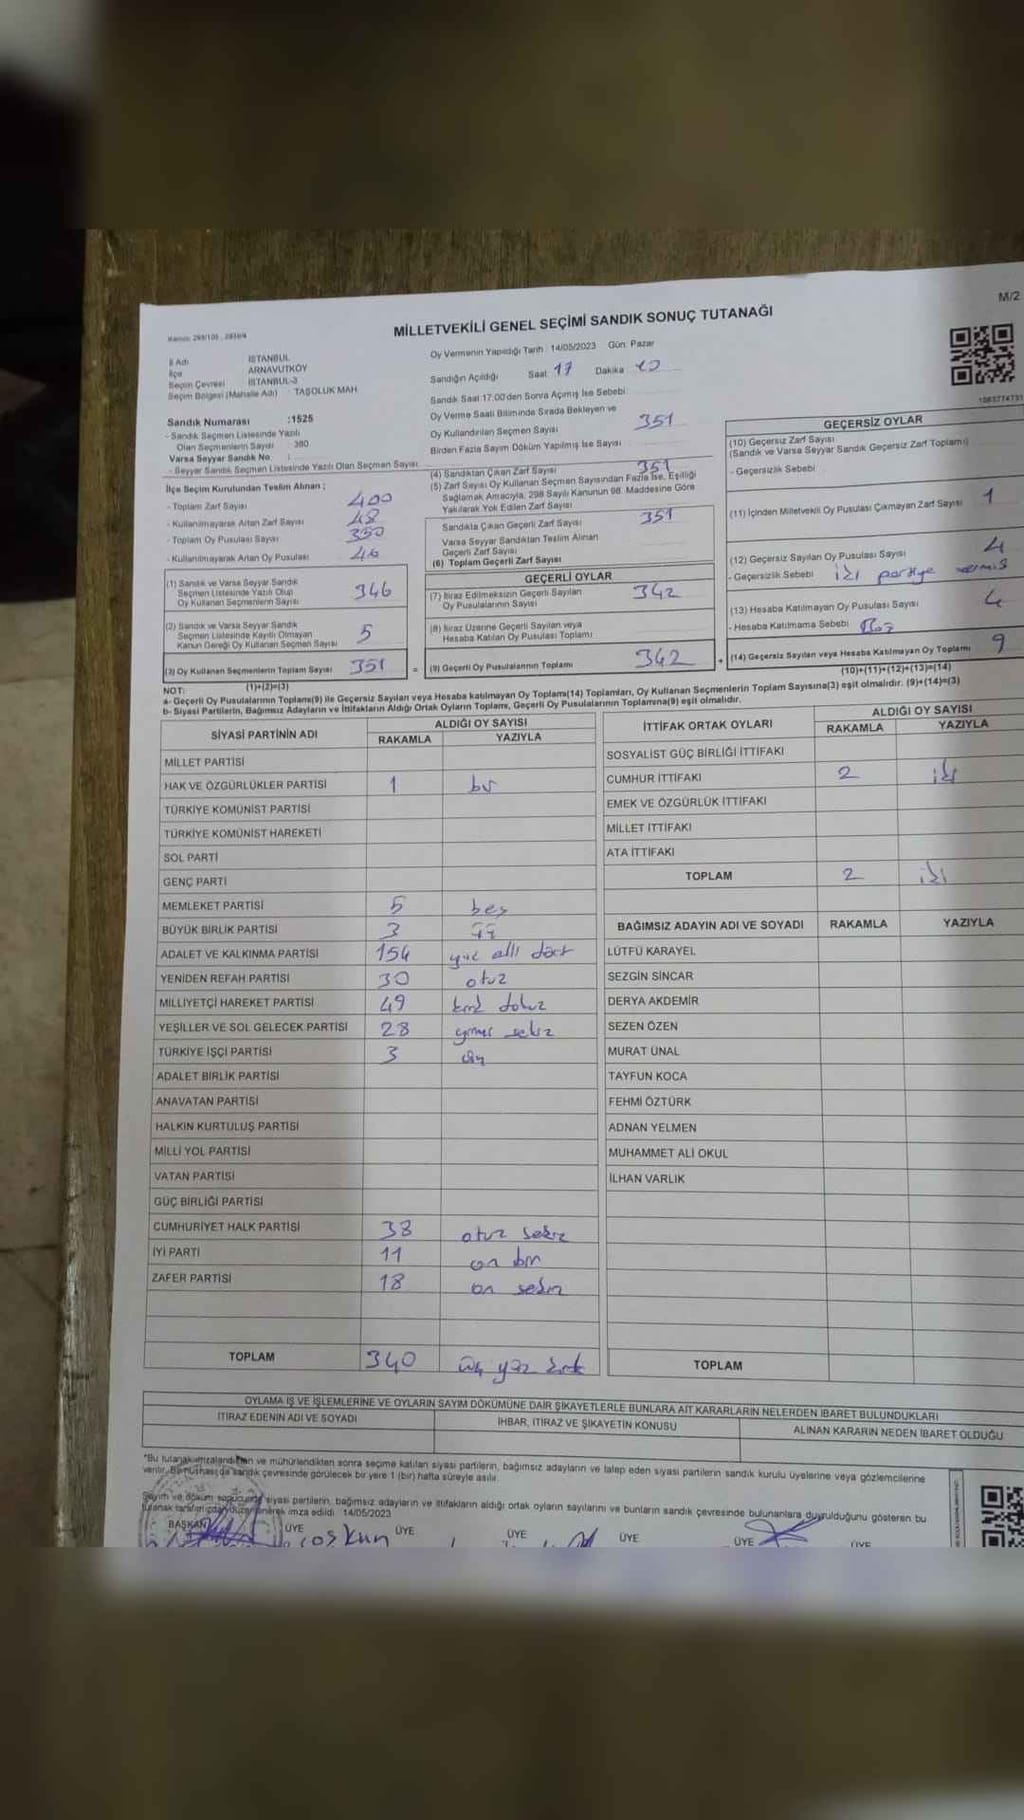 M/2
Kanun: 298/105 , 2839/4
MİLLETVEKİLİ GENEL SEÇİMİ SANDIK SONUÇ TUTANAĞI
İl Adı İSTANBUL
İlçe ARNAVUTKÖY
Seçim Çevresi İSTANBUL-3
Seçim Bölgesi (Mahalle Adı) : TAŞOLUK MAH.
Oy Vermenin Yapıldığı Tarih : 14/05/2023 Gün: Pazar
Sandığın Açıldığı Saat 17 Dakika
Sandık Saat 17:00'den Sonra Açılmış İse Sebebi
Oy Verme Saati Bitiminde Sırada Bekleyen ve
Oy Kullandırılan Seçmen Sayısı 351
Birden Fazla Sayım Döküm Yapılmış İse Sayısı
Sandık Numarası :1525
- Sandık Seçmen Listesinde Yazılı
Olan Seçmenlerin Sayısı : 380
Varsa Seyyar Sandık No :
- Seyyar Sandık Seçmen Listesinde Yazılı Olan Seçmen Sayısı
İlçe Seçim Kurulundan Teslim Alınan ;
- Toplam Zarf Sayısı 400
- Kullanılmayarak Artan Zarf Sayısı 48
- Toplam Oy Pusulası Sayısı
- Kullanılmayarak Artan Oy Pusulası 46
(1) Sandık ve Varsa Seyyar Sandık
Seçmen Listesinde Yazılı Olup
Oy Kullanan Seçmenlerin Sayısı 346
(2) Sandık ve Varsa Seyyar Sandık
Seçmen Listesinde Kayıtlı Olmayan
Kanun Gereği Oy Kullanan Seçmen Sayısı 5
(3) Oy Kullanan Seçmenlerin Toplam Sayısı 351
(1)+(2)=(3)
(4) Sandıktan Çıkan Zarf Sayısı 351
(5) Zarf Sayısı Oy Kullanan Seçmen Sayısından Fazla İse, Eşitliği
Sağlamak Amacıyla, 298 Sayılı Kanunun 98. Maddesine Göre
Yakılarak Yok Edilen Zarf Sayısı
Sandıkta Çıkan Geçerli Zarf Sayısı 351
Varsa Seyyar Sandıktan Teslim Alınan
Geçerli Zarf Sayısı
(6) Toplam Geçerli Zarf Sayısı
GEÇERLİ OYLAR
(7) İtiraz Edilmeksizin Geçerli Sayılan
Oy Pusulalarının Sayısı 342
(8) İtiraz Üzerine Geçerli Sayılan veya
Hesaba Katılan Oy Pusulası Toplamı
= (9) Geçerli Oy Pusulalarının Toplamı 342 +
GEÇERSİZ OYLAR
(10) Geçersiz Zarf Sayısı
(Sandık ve Varsa Seyyar Sandık Geçersiz Zarf Toplamı)
- Geçersizlik Sebebi
(11) İçinden Milletvekili Oy Pusulası Çıkmayan Zarf Sayısı 1
(12) Geçersiz Sayılan Oy Pusulası Sayısı 4
- Geçersizlik Sebebi iki partiye vermiş
(13) Hesaba Katılmayan Oy Pusulası Sayısı 4
- Hesaba Katılmama Sebebi Boş
(14) Geçersiz Sayılan veya Hesaba Katılmayan Oy Toplamı 9
(10)+(11)+(12)+(13)=(14)
NOT:
a- Geçerli Oy Pusulalarının Toplamı(9) ile Geçersiz Sayılan veya Hesaba katılmayan Oy Toplamı(14) Toplamları, Oy Kullanan Seçmenlerin Toplam Sayısına(3) eşit olmalıdır. (9)+(14)=(3)
b- Siyasi Partilerin, Bağımsız Adayların ve İttifakların Aldığı Ortak Oyların Toplamı, Geçerli Oy Pusulalarının Toplamına(9) eşit olmalıdır.
SİYASİ PARTİNİN ADI ALDIĞI OY SAYISI
RAKAMLA YAZIYLA
MİLLET PARTİSİ
HAK VE ÖZGÜRLÜKLER PARTİSİ 1 bir
TÜRKİYE KOMÜNİST PARTİSİ
TÜRKİYE KOMÜNİST HAREKETİ
SOL PARTİ
GENÇ PARTİ
MEMLEKET PARTİSİ 5 beş
BÜYÜK BİRLİK PARTİSİ 3 üç
ADALET VE KALKINMA PARTİSİ 154 yüz elli dört
YENİDEN REFAH PARTİSİ 30 otuz
MİLLİYETÇİ HAREKET PARTİSİ 49 kırk dokuz
YEŞİLLER VE SOL GELECEK PARTİSİ 28 yirmi sekiz
TÜRKİYE İŞÇİ PARTİSİ 3 üç
ADALET BİRLİK PARTİSİ
ANAVATAN PARTİSİ
HALKIN KURTULUŞ PARTİSİ
MİLLİ YOL PARTİSİ
VATAN PARTİSİ
GÜÇ BİRLİĞİ PARTİSİ
CUMHURİYET HALK PARTİSİ 38 otuz sekiz
İYİ PARTİ 11 on bir
ZAFER PARTİSİ 18 on sekiz
TOPLAM 340 üç yüz kırk
İTTİFAK ORTAK OYLARI ALDIĞI OY SAYISI
RAKAMLA YAZIYLA
SOSYALİST GÜÇ BİRLİĞİ İTTİFAKI
CUMHUR İTTİFAKI 2 iki
EMEK VE ÖZGÜRLÜK İTTİFAKI
MİLLET İTTİFAKI
ATA İTTİFAKI
TOPLAM 2 iki
BAĞIMSIZ ADAYIN ADI VE SOYADI RAKAMLA YAZIYLA
LÜTFÜ KARAYEL
SEZGİN SİNCAR
DERYA AKDEMİR
SEZEN ÖZEN
MURAT ÜNAL
TAYFUN KOCA
FEHMİ ÖZTÜRK
ADNAN YELMEN
MUHAMMET ALİ OKUL
İLHAN VARLIK
TOPLAM
OYLAMA İŞ VE İŞLEMLERİNE VE OYLARIN SAYIM DÖKÜMÜNE DAİR ŞİKAYETLERLE BUNLARA AİT KARARLARIN NELERDEN İBARET BULUNDUKLARI
İTİRAZ EDENİN ADI VE SOYADI İHBAR, İTİRAZ VE ŞİKAYETİN KONUSU ALINAN KARARIN NEDEN İBARET OLDUĞU
*Bu tutanak imzalandıktan ve mühürlendikten sonra seçime katılan siyasi partilerin, bağımsız adayların ve talep eden siyasi partilerin sandık kurulu üyelerine veya gözlemcilerine
verilir. Bir nüshası da sandık çevresinde görülecek bir yere 1 (bir) hafta süreyle asılır.
Sayım ve döküm sonucunda siyasi partilerin, bağımsız adayların ve ittifakların aldığı ortak oyların sayılarını ve bunların sandık çevresinde bulunanlara duyrulduğunu gösteren bu
tutanak tarafımızdan düzenlenerek imza edildi. 14/05/2023
BAŞKAN ÜYE ÜYE ÜYE ÜYE ÜYE ÜYE